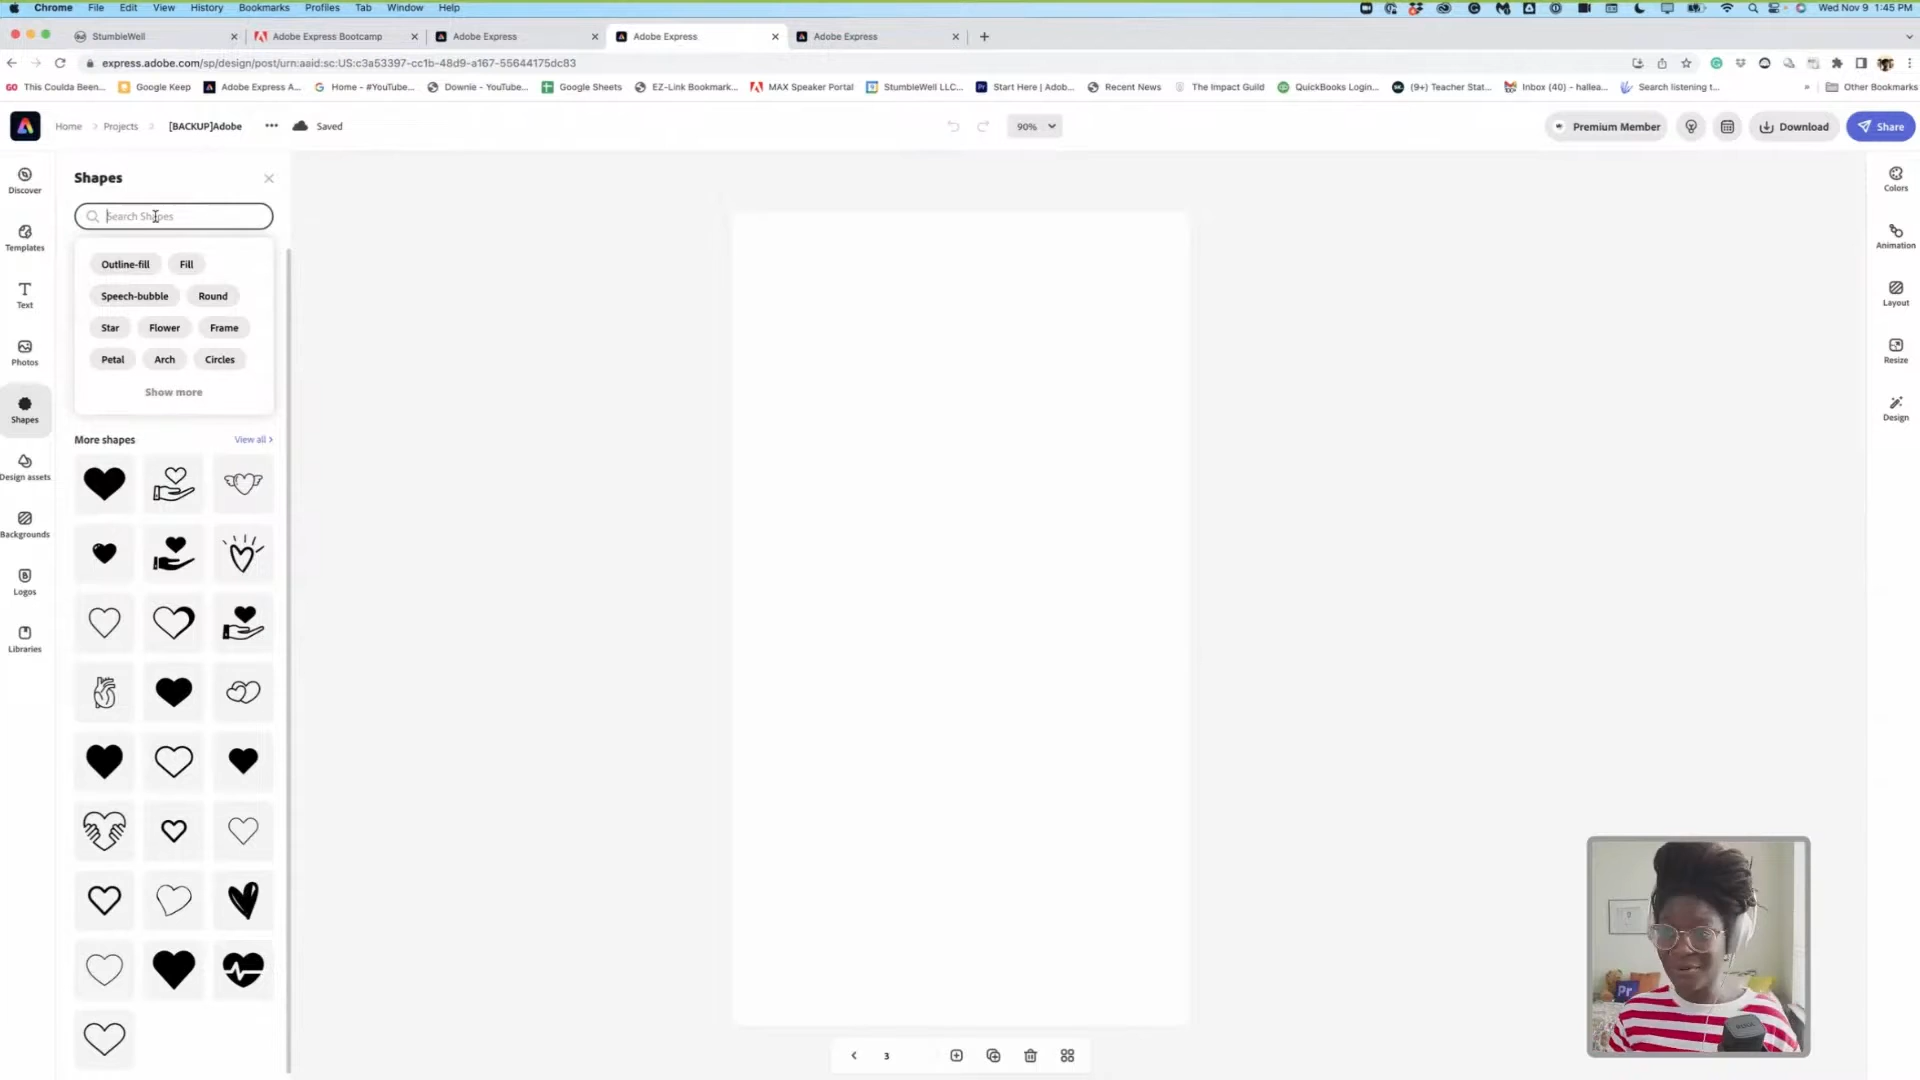 Chrome File Edit View History Bookmarks Profiles Tab Window Help Wed Nov 9 1:45 PM
StumbleWell Adobe Express Bootcamp Adobe Express Adobe Express Adobe Express
express.adobe.com/sp/design/post/urn:aaid:sc:US:c3a53397-cc1b-48d9-a167-55644175dc83
GO This Coulda Been... Google Keep Adobe Express A... Home - #YouTube... Downie - YouTube... Google Sheets EZ-Link Bookmark... MAX Speaker Portal StumbleWell LLC... Start Here | Adob... Recent News The Impact Guild QuickBooks Login... (9+) Teacher Stat... Inbox (40) - hallea... Search listening t... » Other Bookmarks
Home Projects [BACKUP]Adobe ••• Saved 90% Premium Member Download Share
Discover
Templates
Text
Photos
Shapes
Design assets
Backgrounds
Logos
Libraries
Shapes
Search Shapes
Outline-fill Fill
Speech-bubble Round
Star Flower Frame
Petal Arch Circles
Show more
More shapes View all >
3
Colors
Animation
Layout
Resize
Design
Pr